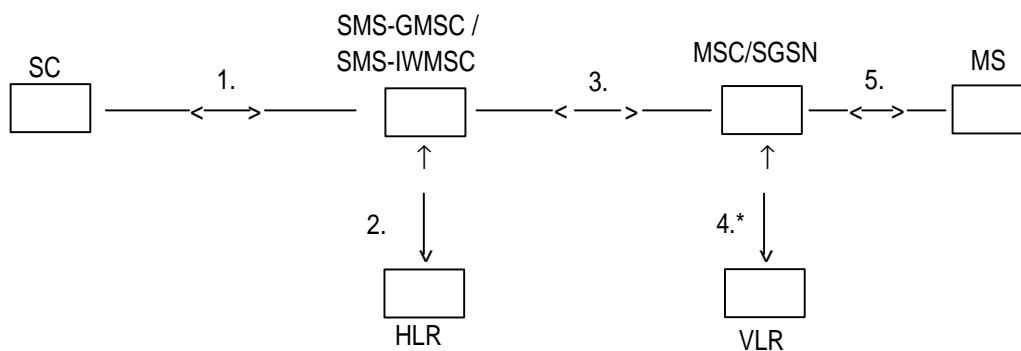 SMS-GMSC /
SMS-IWMSC
MSC/SGSN
SC
MS
1.
3.
5.
2.
4.*
HLR
VLR